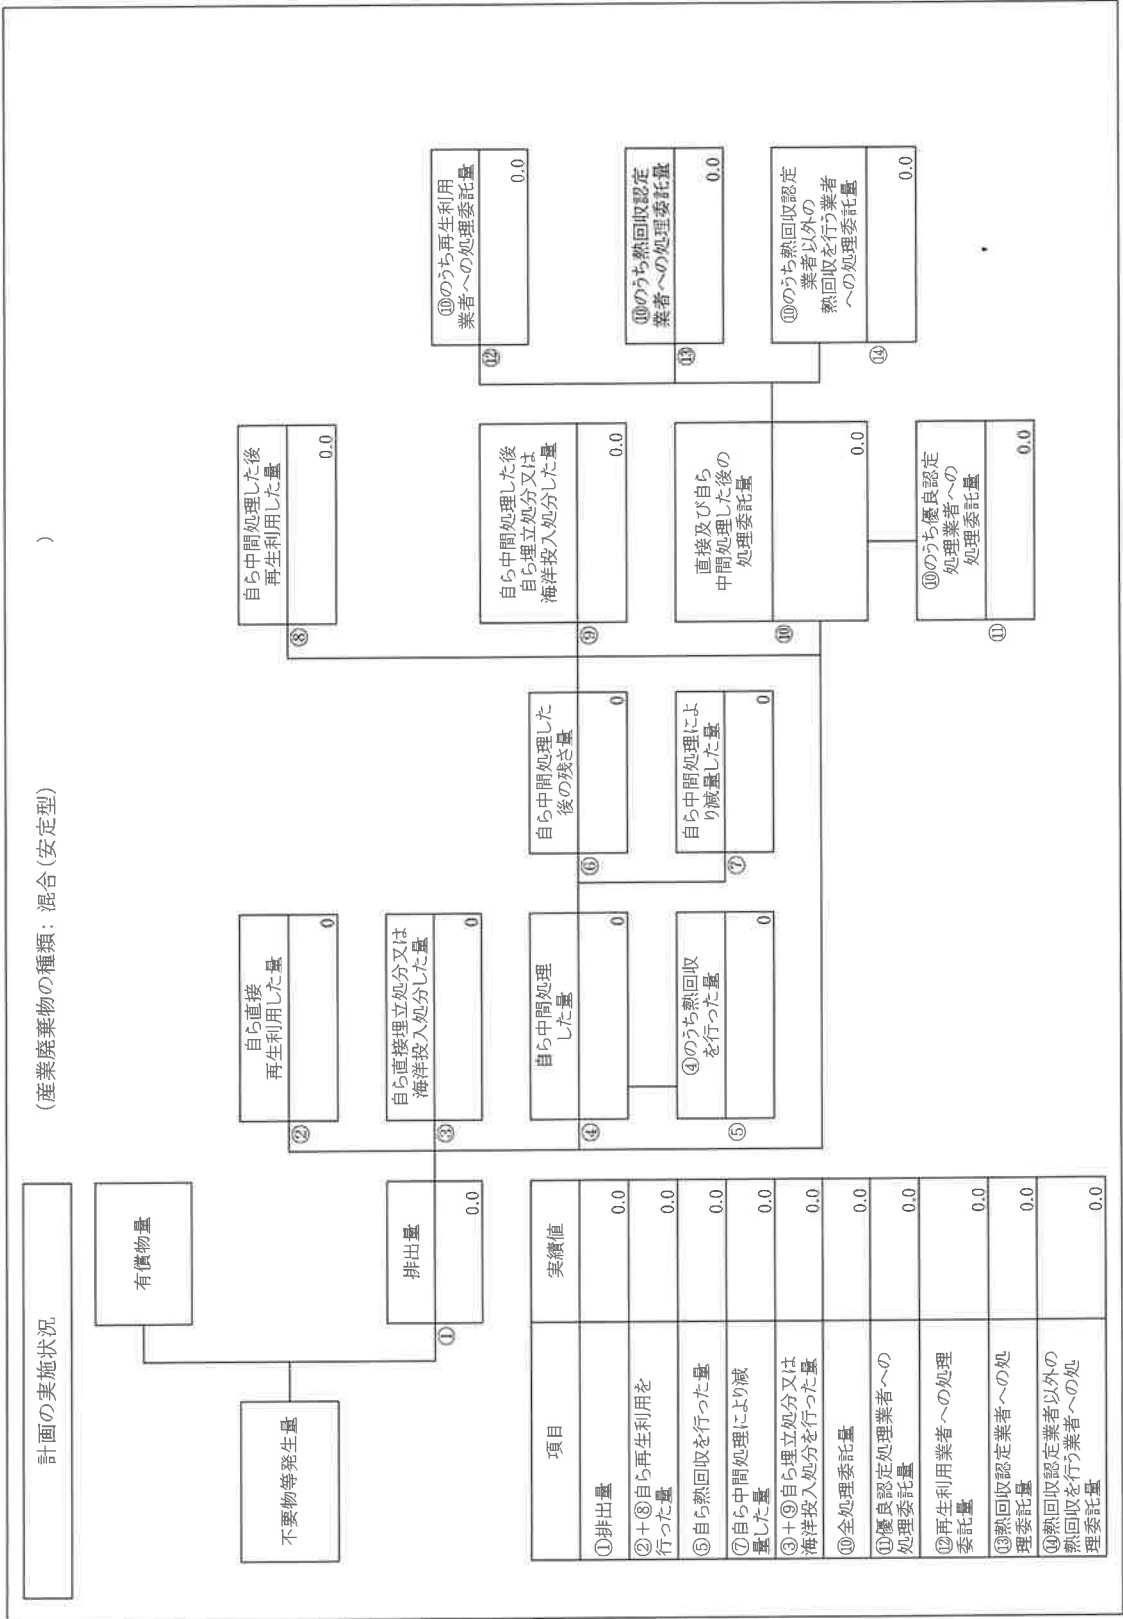 計画の実施状況
(産業廃棄物の種類：混合(安定型)
)
不要物等発生量
有償物量
①
排出量
0.0
②
自ら直接
再生利用した量
0
③
自ら直接埋立処分又は
海洋投入処分した量
0
④
自ら中間処理
した量
0
⑤
④のうち熱回収
を行った量
0
⑥
自ら中間処理した
後の残さ量
0
⑦
自ら中間処理によ
り減量した量
0
⑧
自ら中間処理した後
再生利用した量
0.0
⑨
自ら中間処理した後
自ら埋立処分又は
海洋投入処分した量
0.0
⑩
直接及び自ら
中間処理した後の
処理委託量
0.0
⑪
⑩のうち優良認定
処理業者への
処理委託量
0.0
⑫
⑩のうち再生利用
業者への処理委託量
0.0
⑬
⑩のうち熱回収認定
業者への処理委託量
0.0
⑭
⑩のうち熱回収認定
業者以外の
熱回収を行う業者
への処理委託量
0.0
項目 実績値
①排出量 0.0
②＋⑧自ら再生利用を
行った量 0.0
⑤自ら熱回収を行った量 0.0
⑦自ら中間処理により減
量した量 0.0
③＋⑨自ら埋立処分又は
海洋投入処分を行った量 0.0
⑩全処理委託量 0.0
⑪優良認定処理業者への
処理委託量 0.0
⑫再生利用業者への処理
委託量 0.0
⑬熱回収認定業者への処
理委託量 0.0
⑭熱回収認定業者以外の
熱回収を行う業者への処
理委託量 0.0